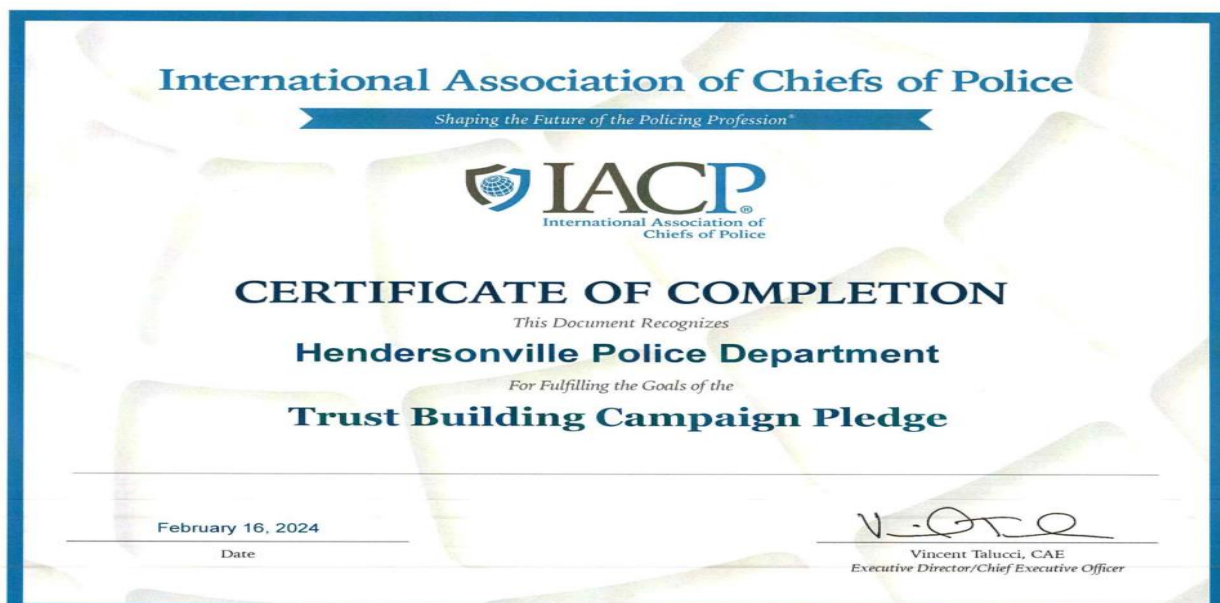 International Association of Chiefs of Police
Shaping the Future of the Policing Profession®
IACP®
International Association of
Chiefs of Police
CERTIFICATE OF COMPLETION
This Document Recognizes
Hendersonville Police Department
For Fulfilling the Goals of the
Trust Building Campaign Pledge
February 16, 2024
Date
Vincent Talucci, CAE
Executive Director/Chief Executive Officer